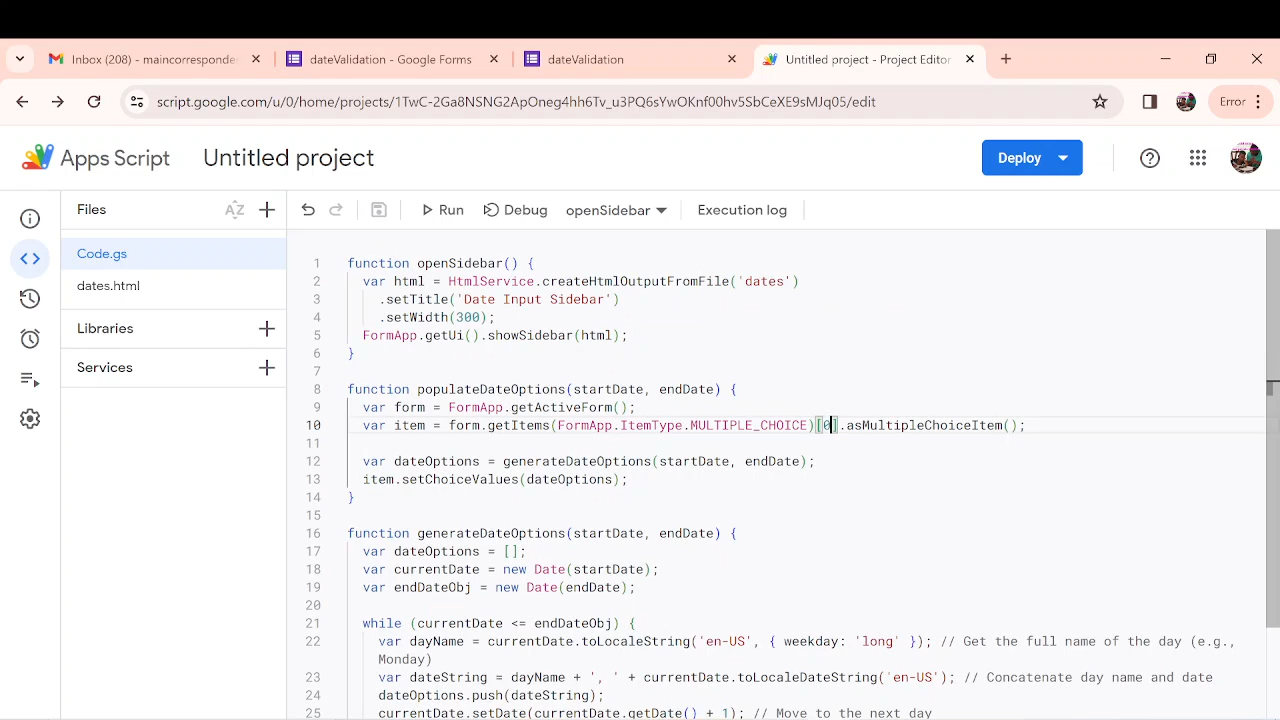 Inbox (208) - maincorresponden
dateValidation - Google Forms
dateValidation
Untitled project - Project Editor
script.google.com/u/0/home/projects/1TwC-2Ga8NSNG2ApOneg4hh6Tv_u3PQ6sYwOKnf00hv5SbCeXE9sMJq05/edit
Error
Apps Script
Untitled project
Deploy
Files
AZ
Run
Debug
openSidebar
Execution log
Code.gs
dates.html
Libraries
Services
1 function openSidebar() {
2 var html = HtmlService.createHtmlOutputFromFile('dates')
3 .setTitle('Date Input Sidebar')
4 .setWidth(300);
5 FormApp.getUi().showSidebar(html);
6 }
7
8 function populateDateOptions(startDate, endDate) {
9 var form = FormApp.getActiveForm();
10 var item = form.getItems(FormApp.ItemType.MULTIPLE_CHOICE)[0].asMultipleChoiceItem();
11
12 var dateOptions = generateDateOptions(startDate, endDate);
13 item.setChoiceValues(dateOptions);
14 }
15
16 function generateDateOptions(startDate, endDate) {
17 var dateOptions = [];
18 var currentDate = new Date(startDate);
19 var endDateObj = new Date(endDate);
20
21 while (currentDate <= endDateObj) {
22 var dayName = currentDate.toLocaleString('en-US', { weekday: 'long' }); // Get the full name of the day (e.g.,
Monday)
23 var dateString = dayName + ', ' + currentDate.toLocaleDateString('en-US'); // Concatenate day name and date
24 dateOptions.push(dateString);
25 currentDate.setDate(currentDate.getDate() + 1); // Move to the next day